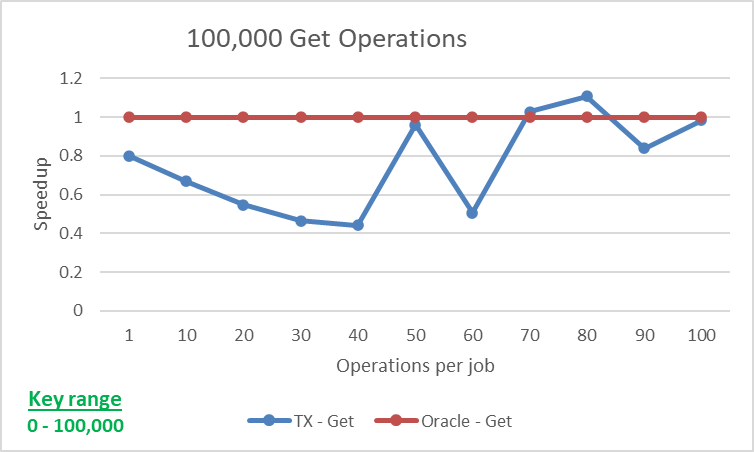 100,000 Get Operations
1.2
1
0.8
0.6
0.4
0.2
0
Speedup
1 10 20 30 40 50 60 70 80 90 100
Operations per job
Key range
0 - 100,000
TX - Get Oracle - Get